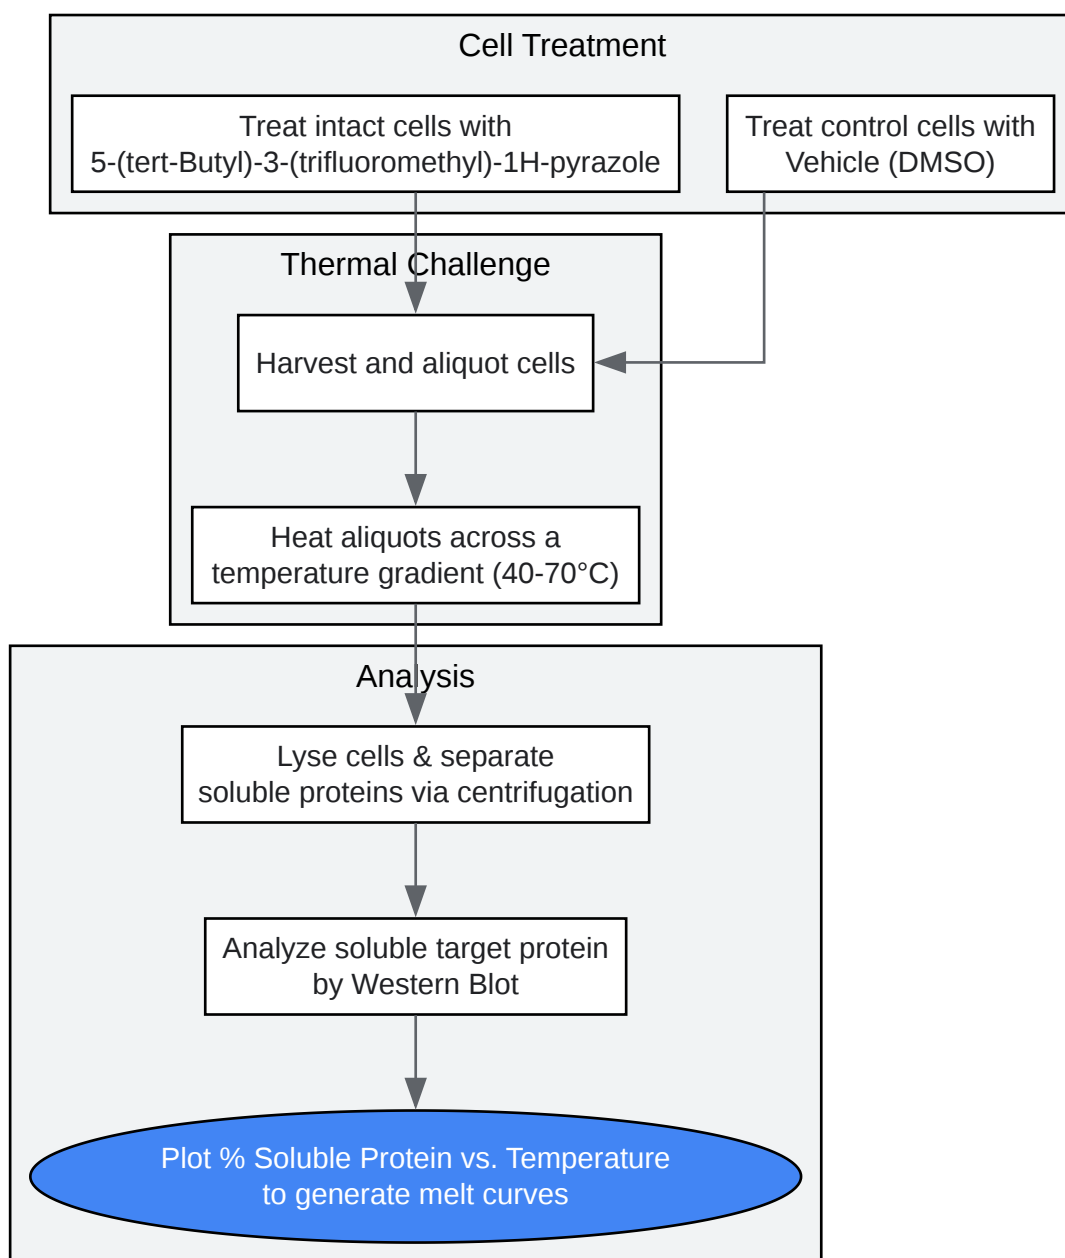 Cell Treatment
Treat intact cells with
5-(tert-Butyl)-3-(trifluoromethyl)-1H-pyrazole
Treat control cells with
Vehicle (DMSO)
Thermal Challenge
Harvest and aliquot cells
Heat aliquots across a
temperature gradient (40-70°C)
Analysis
Lyse cells & separate
soluble proteins via centrifugation
Analyze soluble target protein
by Western Blot
Plot % Soluble Protein vs. Temperature
to generate melt curves